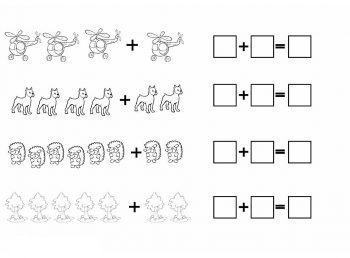 + + =
+ + =
+ + =
+ + =